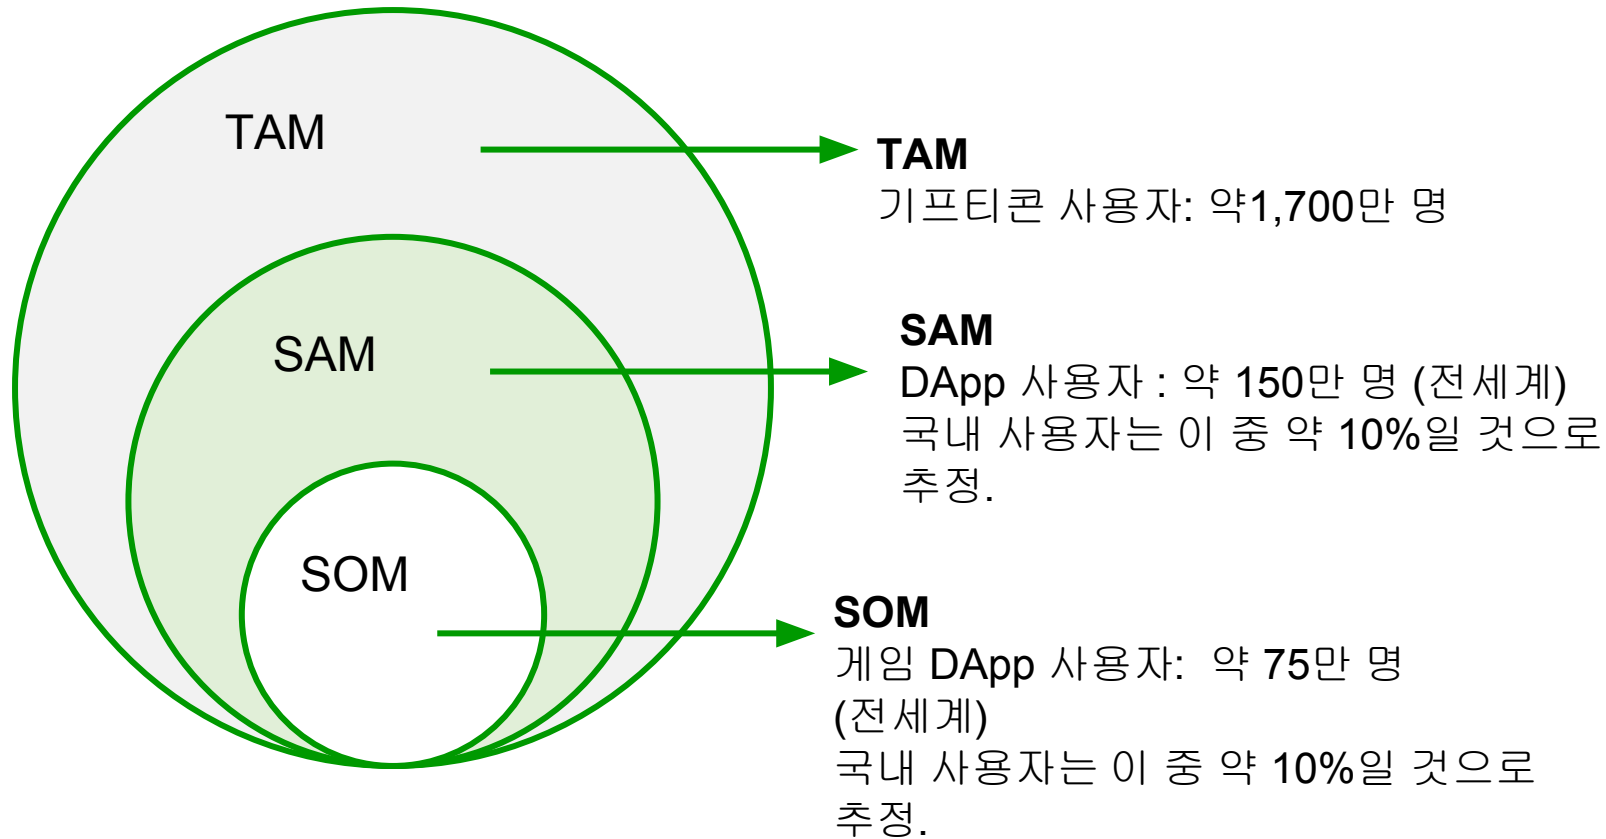 TAM
TAM
기프티콘 사용자: 약1,700만 명
SAM
SAM
DApp 사용자 : 약 150만 명 (전세계)
국내 사용자는 이 중 약 10%일 것으로
추정.
SOM
SOM
게임 DApp 사용자: 약 75만 명
(전세계)
국내 사용자는 이 중 약 10%일 것으로
추정.